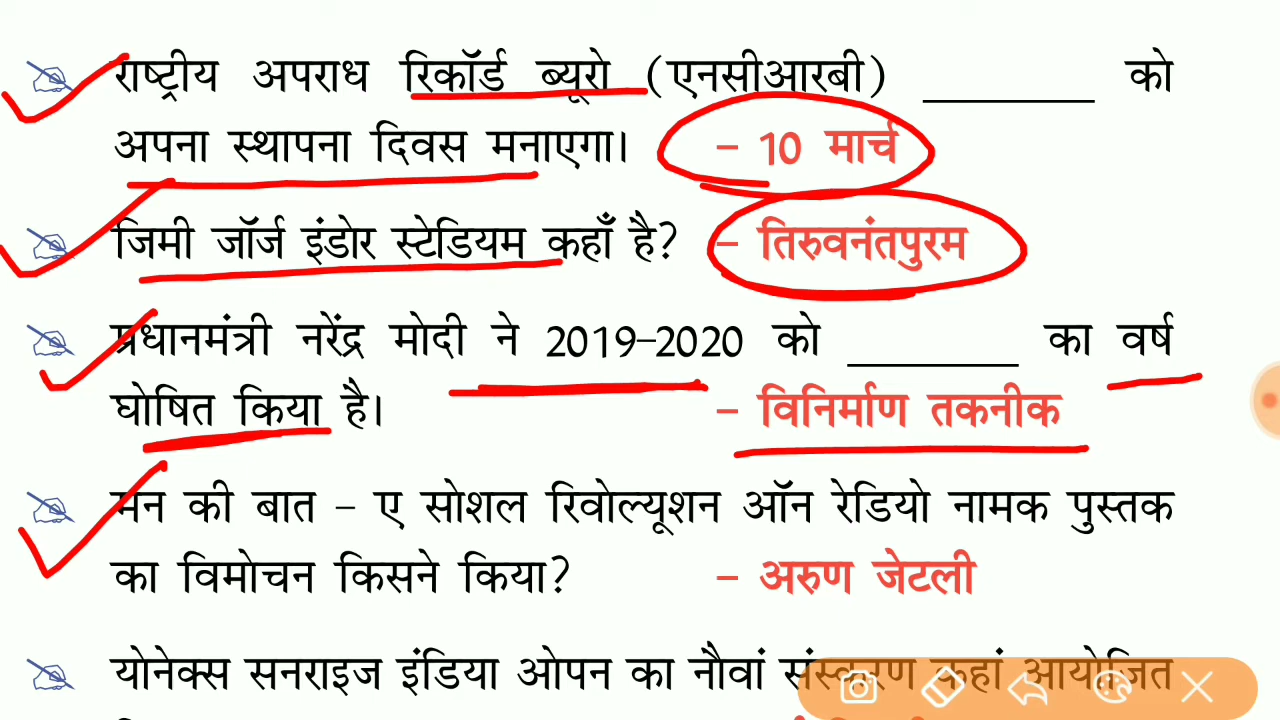 राष्ट्रीय अपराध रिकॉर्ड ब्यूरो (एनसीआरबी) ________ को
अपना स्थापना दिवस मनाएगा। – 10 मार्च
जिमी जॉर्ज इंडोर स्टेडियम कहाँ है? – तिरुवनंतपुरम
प्रधानमंत्री नरेंद्र मोदी ने 2019–2020 को ________ का वर्ष
घोषित किया है। – विनिर्माण तकनीक
मन की बात – ए सोशल रिवोल्यूशन ऑन रेडियो नामक पुस्तक
का विमोचन किसने किया? – अरुण जेटली
योनेक्स सनराइज इंडिया ओपन का नौवां संस्करण कहां आयोजित